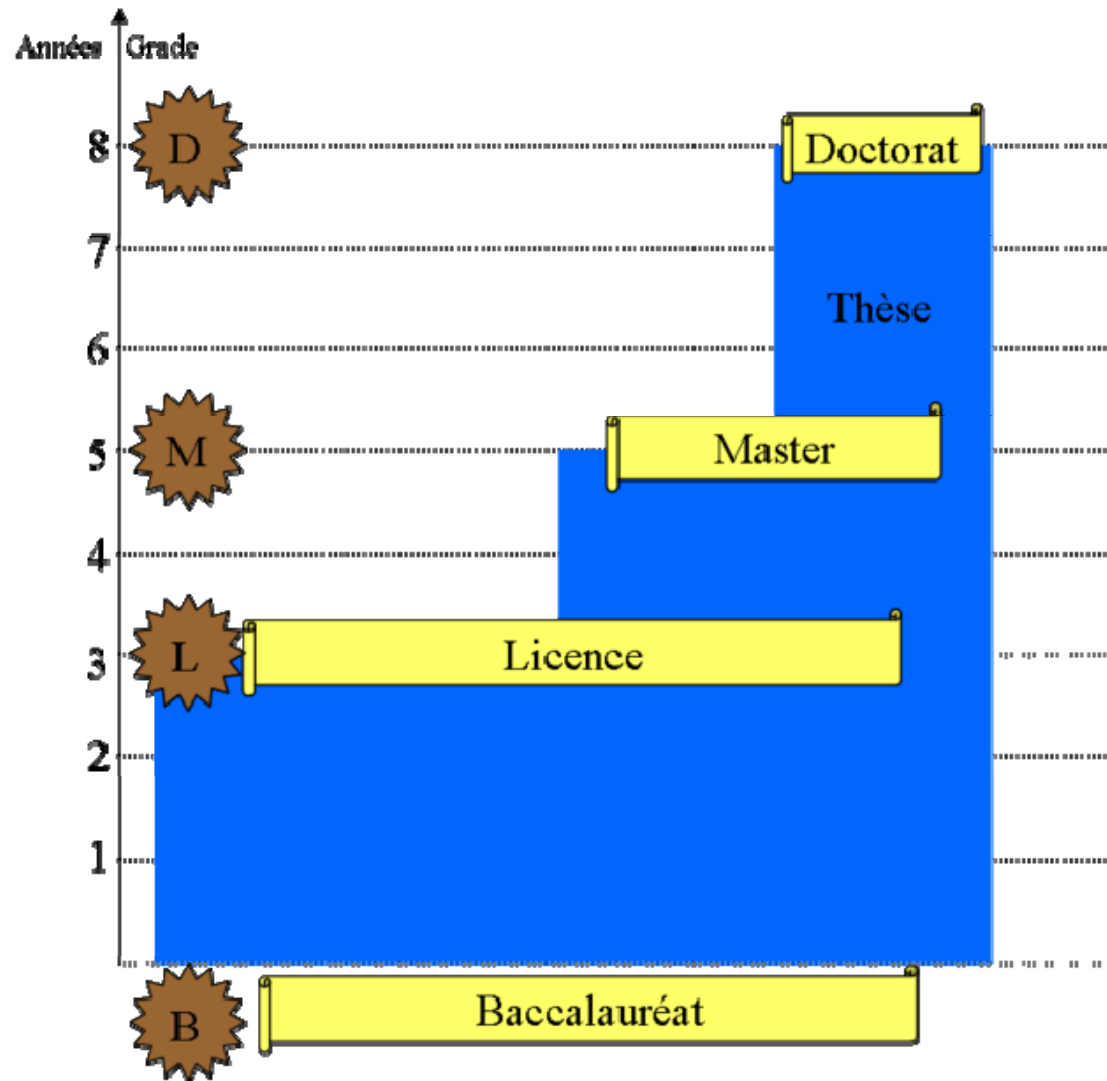 Années Grade
8 D Doctorat
7
Thèse
6
5 M Master
4
3 L Licence
2
1
B Baccalauréat